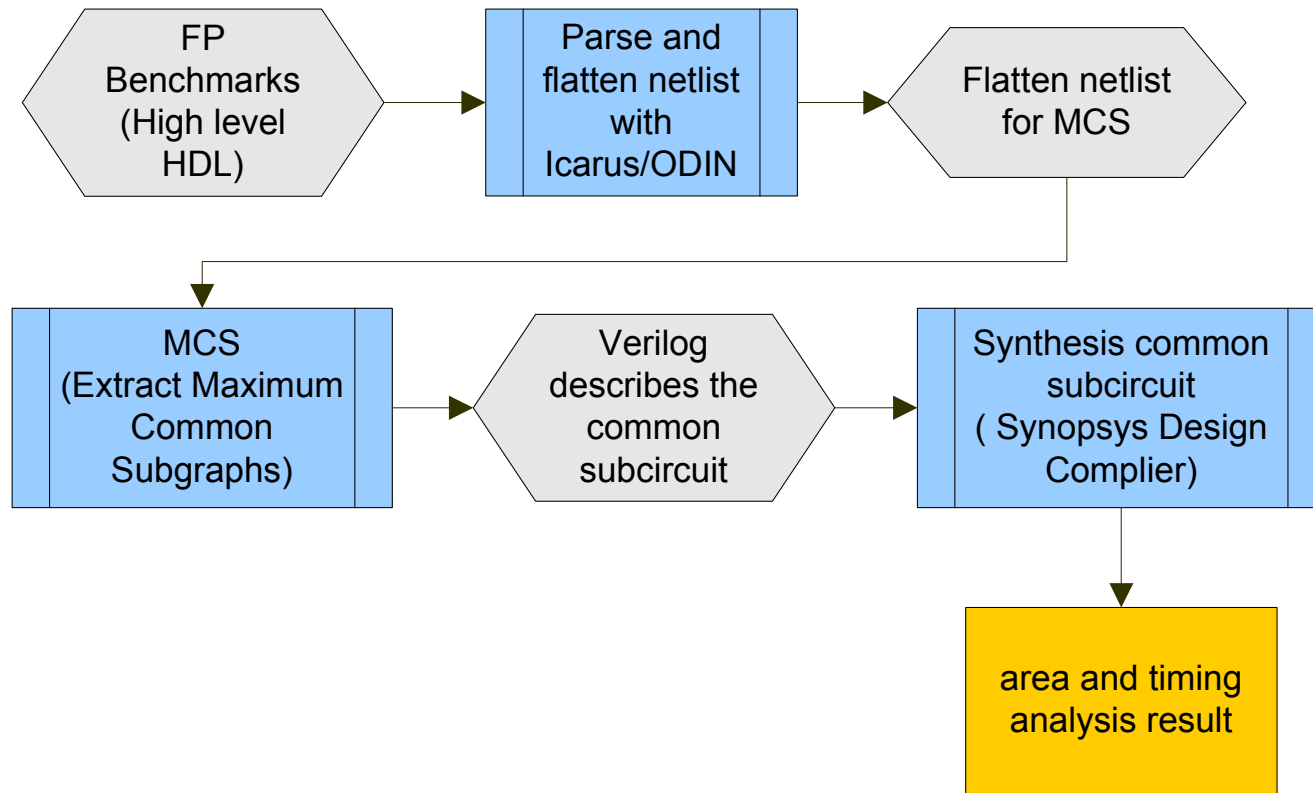 FP
Benchmarks
(High level
HDL)
Parse and
flatten netlist
with
Icarus/ODIN
Flatten netlist
for MCS
MCS
(Extract Maximum
Common
Subgraphs)
Verilog
describes the
common
subcircuit
Synthesis common
subcircuit
( Synopsys Design
Complier)
area and timing
analysis result